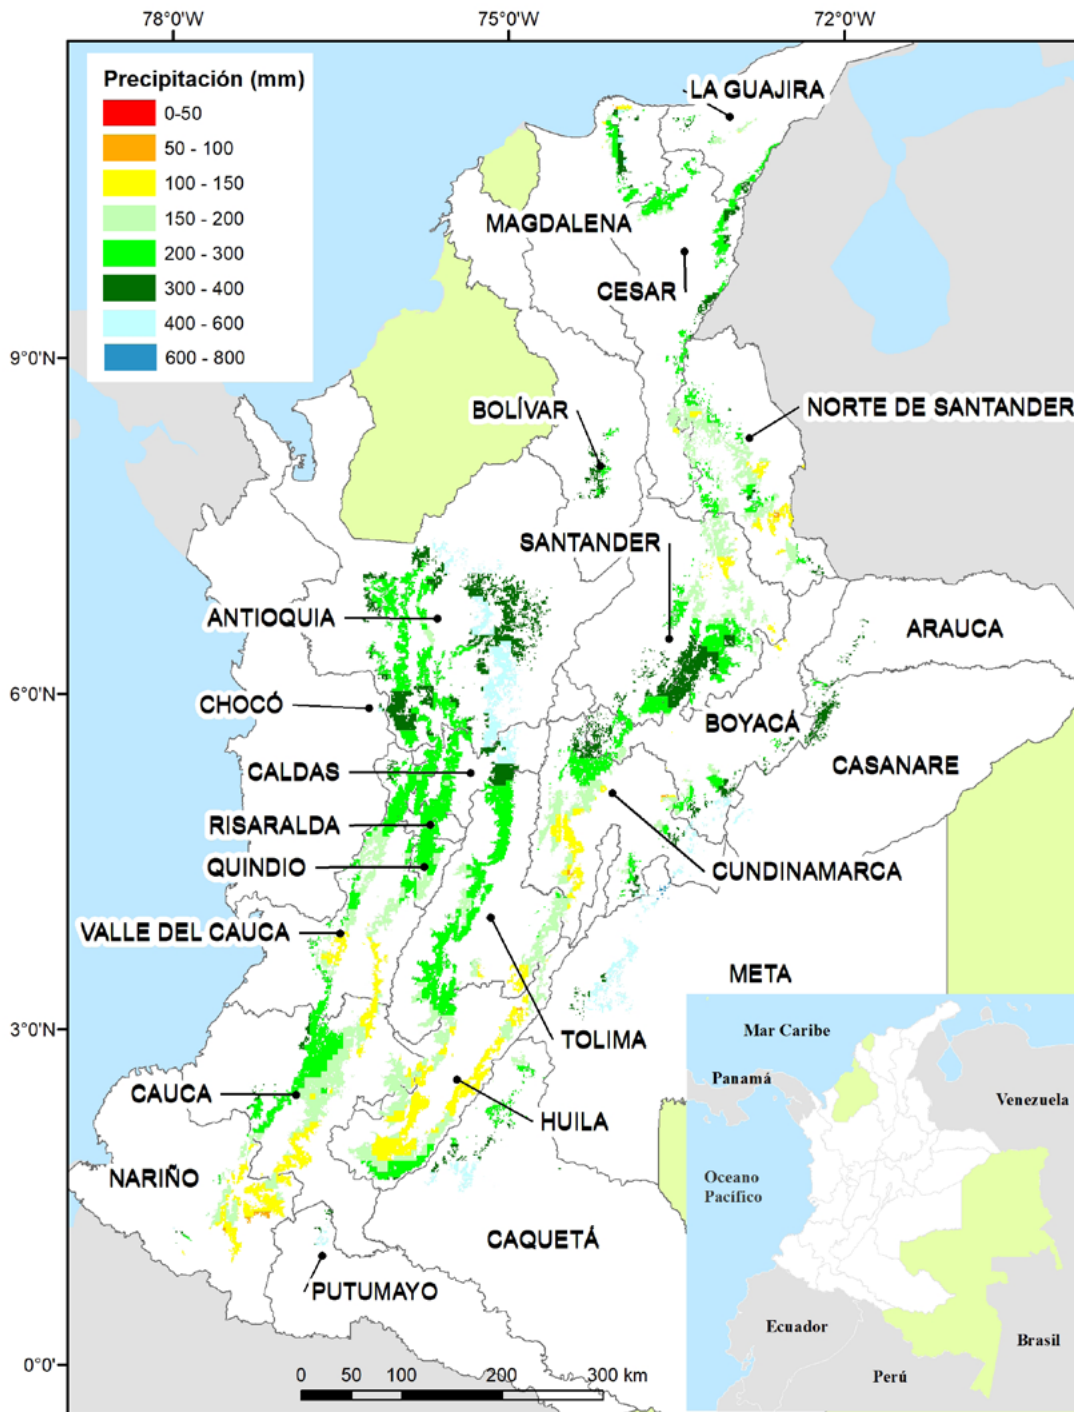 78°0'W
75°0'W
72°0'W
Precipitación (mm)
0-50
50 - 100
100 - 150
150 - 200
200 - 300
300 - 400
400 - 600
600 - 800
LA GUAJIRA
MAGDALENA
CESAR
9°0'N
BOLÍVAR
NORTE DE SANTANDER
SANTANDER
ANTIOQUIA
ARAUCA
6°0'N
CHOCÓ
BOYACÁ
CALDAS
CASANARE
RISARALDA
QUINDIO
CUNDINAMARCA
VALLE DEL CAUCA
META
3°0'N
TOLIMA
CAUCA
HUILA
NARIÑO
CAQUETÁ
PUTUMAYO
0°0'
0 50 100 200 300 km
Mar Caribe
Panamá
Venezuela
Oceano
Pacífico
Ecuador
Brasil
Perú